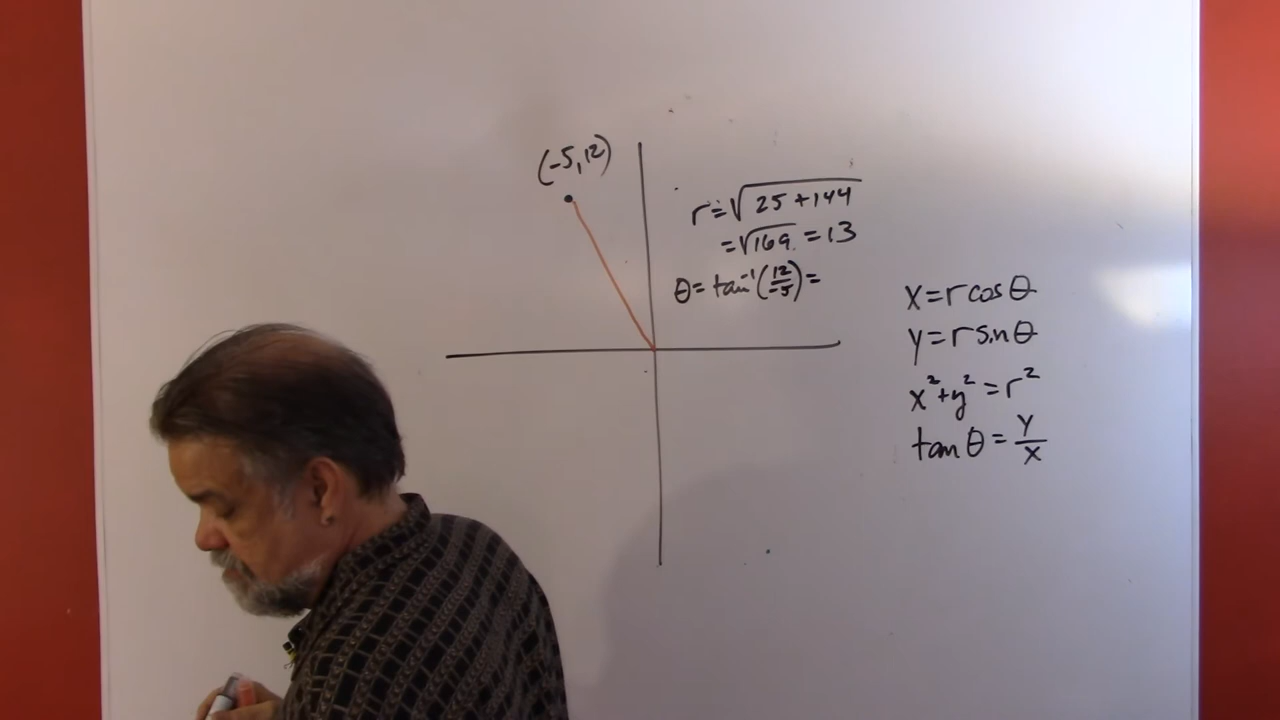 (-5,12)
r=√25+144
=√169 = 13
θ=tan⁻¹(12/-5)=
x=r cos θ
y=r sin θ
x²+y²=r²
tan θ = y/x